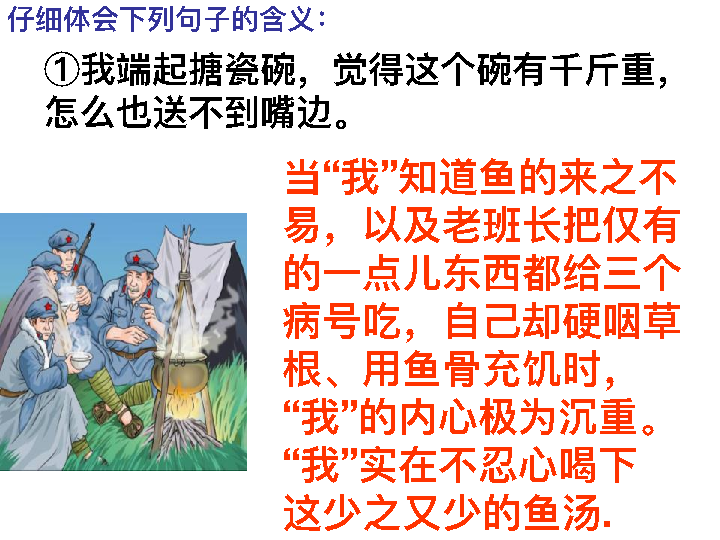 仔细体会下列句子的含义：
①我端起搪瓷碗，觉得这个碗有千斤重，
怎么也送不到嘴边。
当“我”知道鱼的来之不
易，以及老班长把仅有
的一点儿东西都给三个
病号吃，自己却硬咽草
根、用鱼骨充饥时，
“我”的内心极为沉重。
“我”实在不忍心喝下
这少之又少的鱼汤.